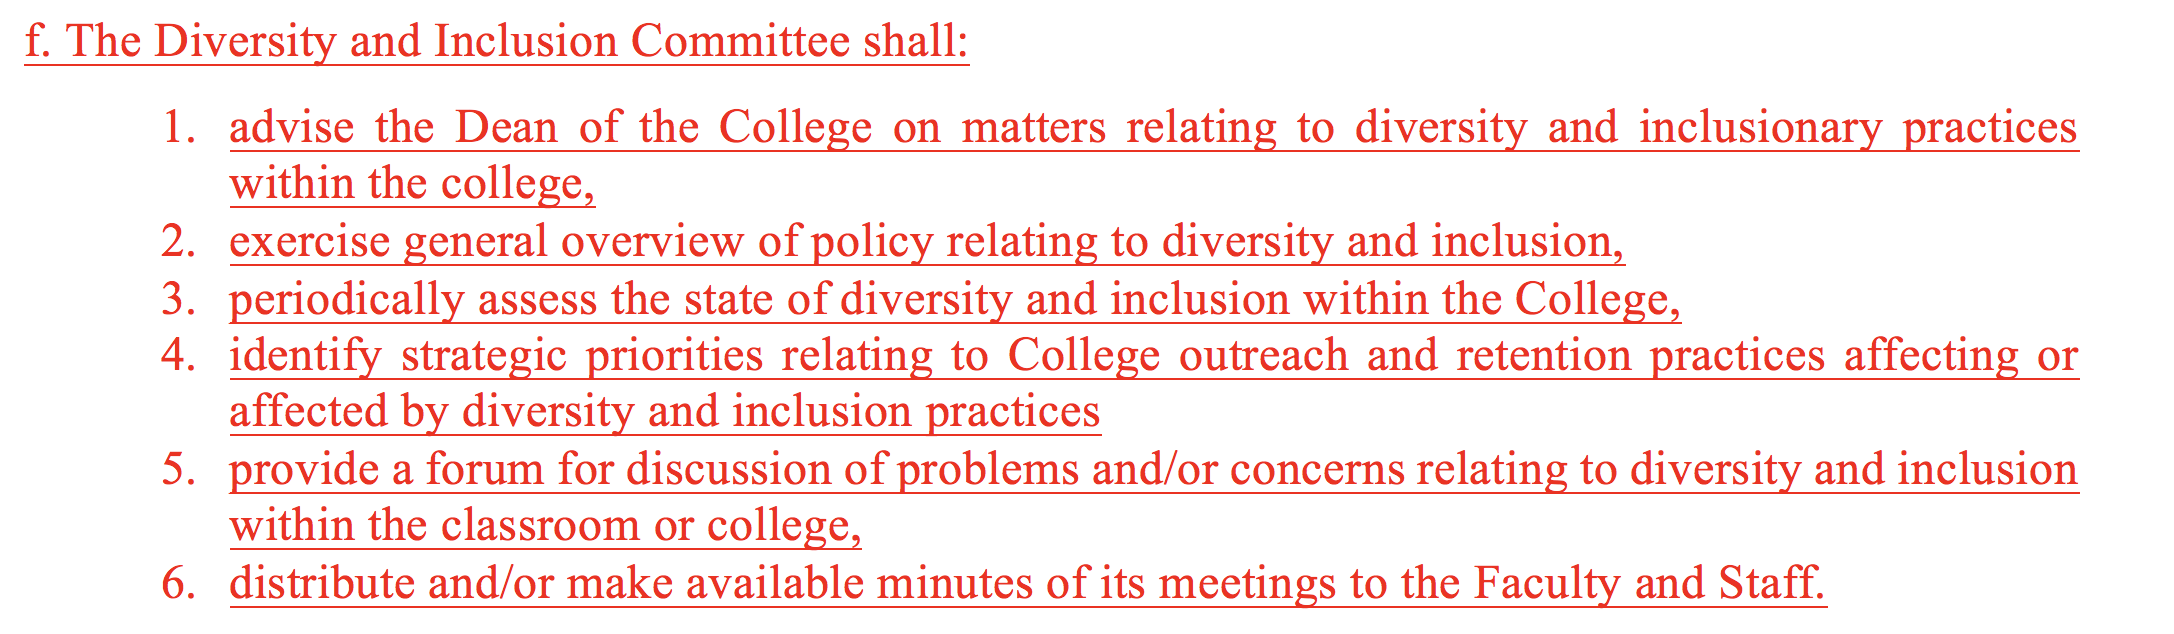 f. The Diversity and Inclusion Committee shall:
1. advise the Dean of the College on matters relating to diversity and inclusionary practices
within the college,
2. exercise general overview of policy relating to diversity and inclusion,
3. periodically assess the state of diversity and inclusion within the College,
4. identify strategic priorities relating to College outreach and retention practices affecting or
affected by diversity and inclusion practices
5. provide a forum for discussion of problems and/or concerns relating to diversity and inclusion
within the classroom or college,
6. distribute and/or make available minutes of its meetings to the Faculty and Staff.